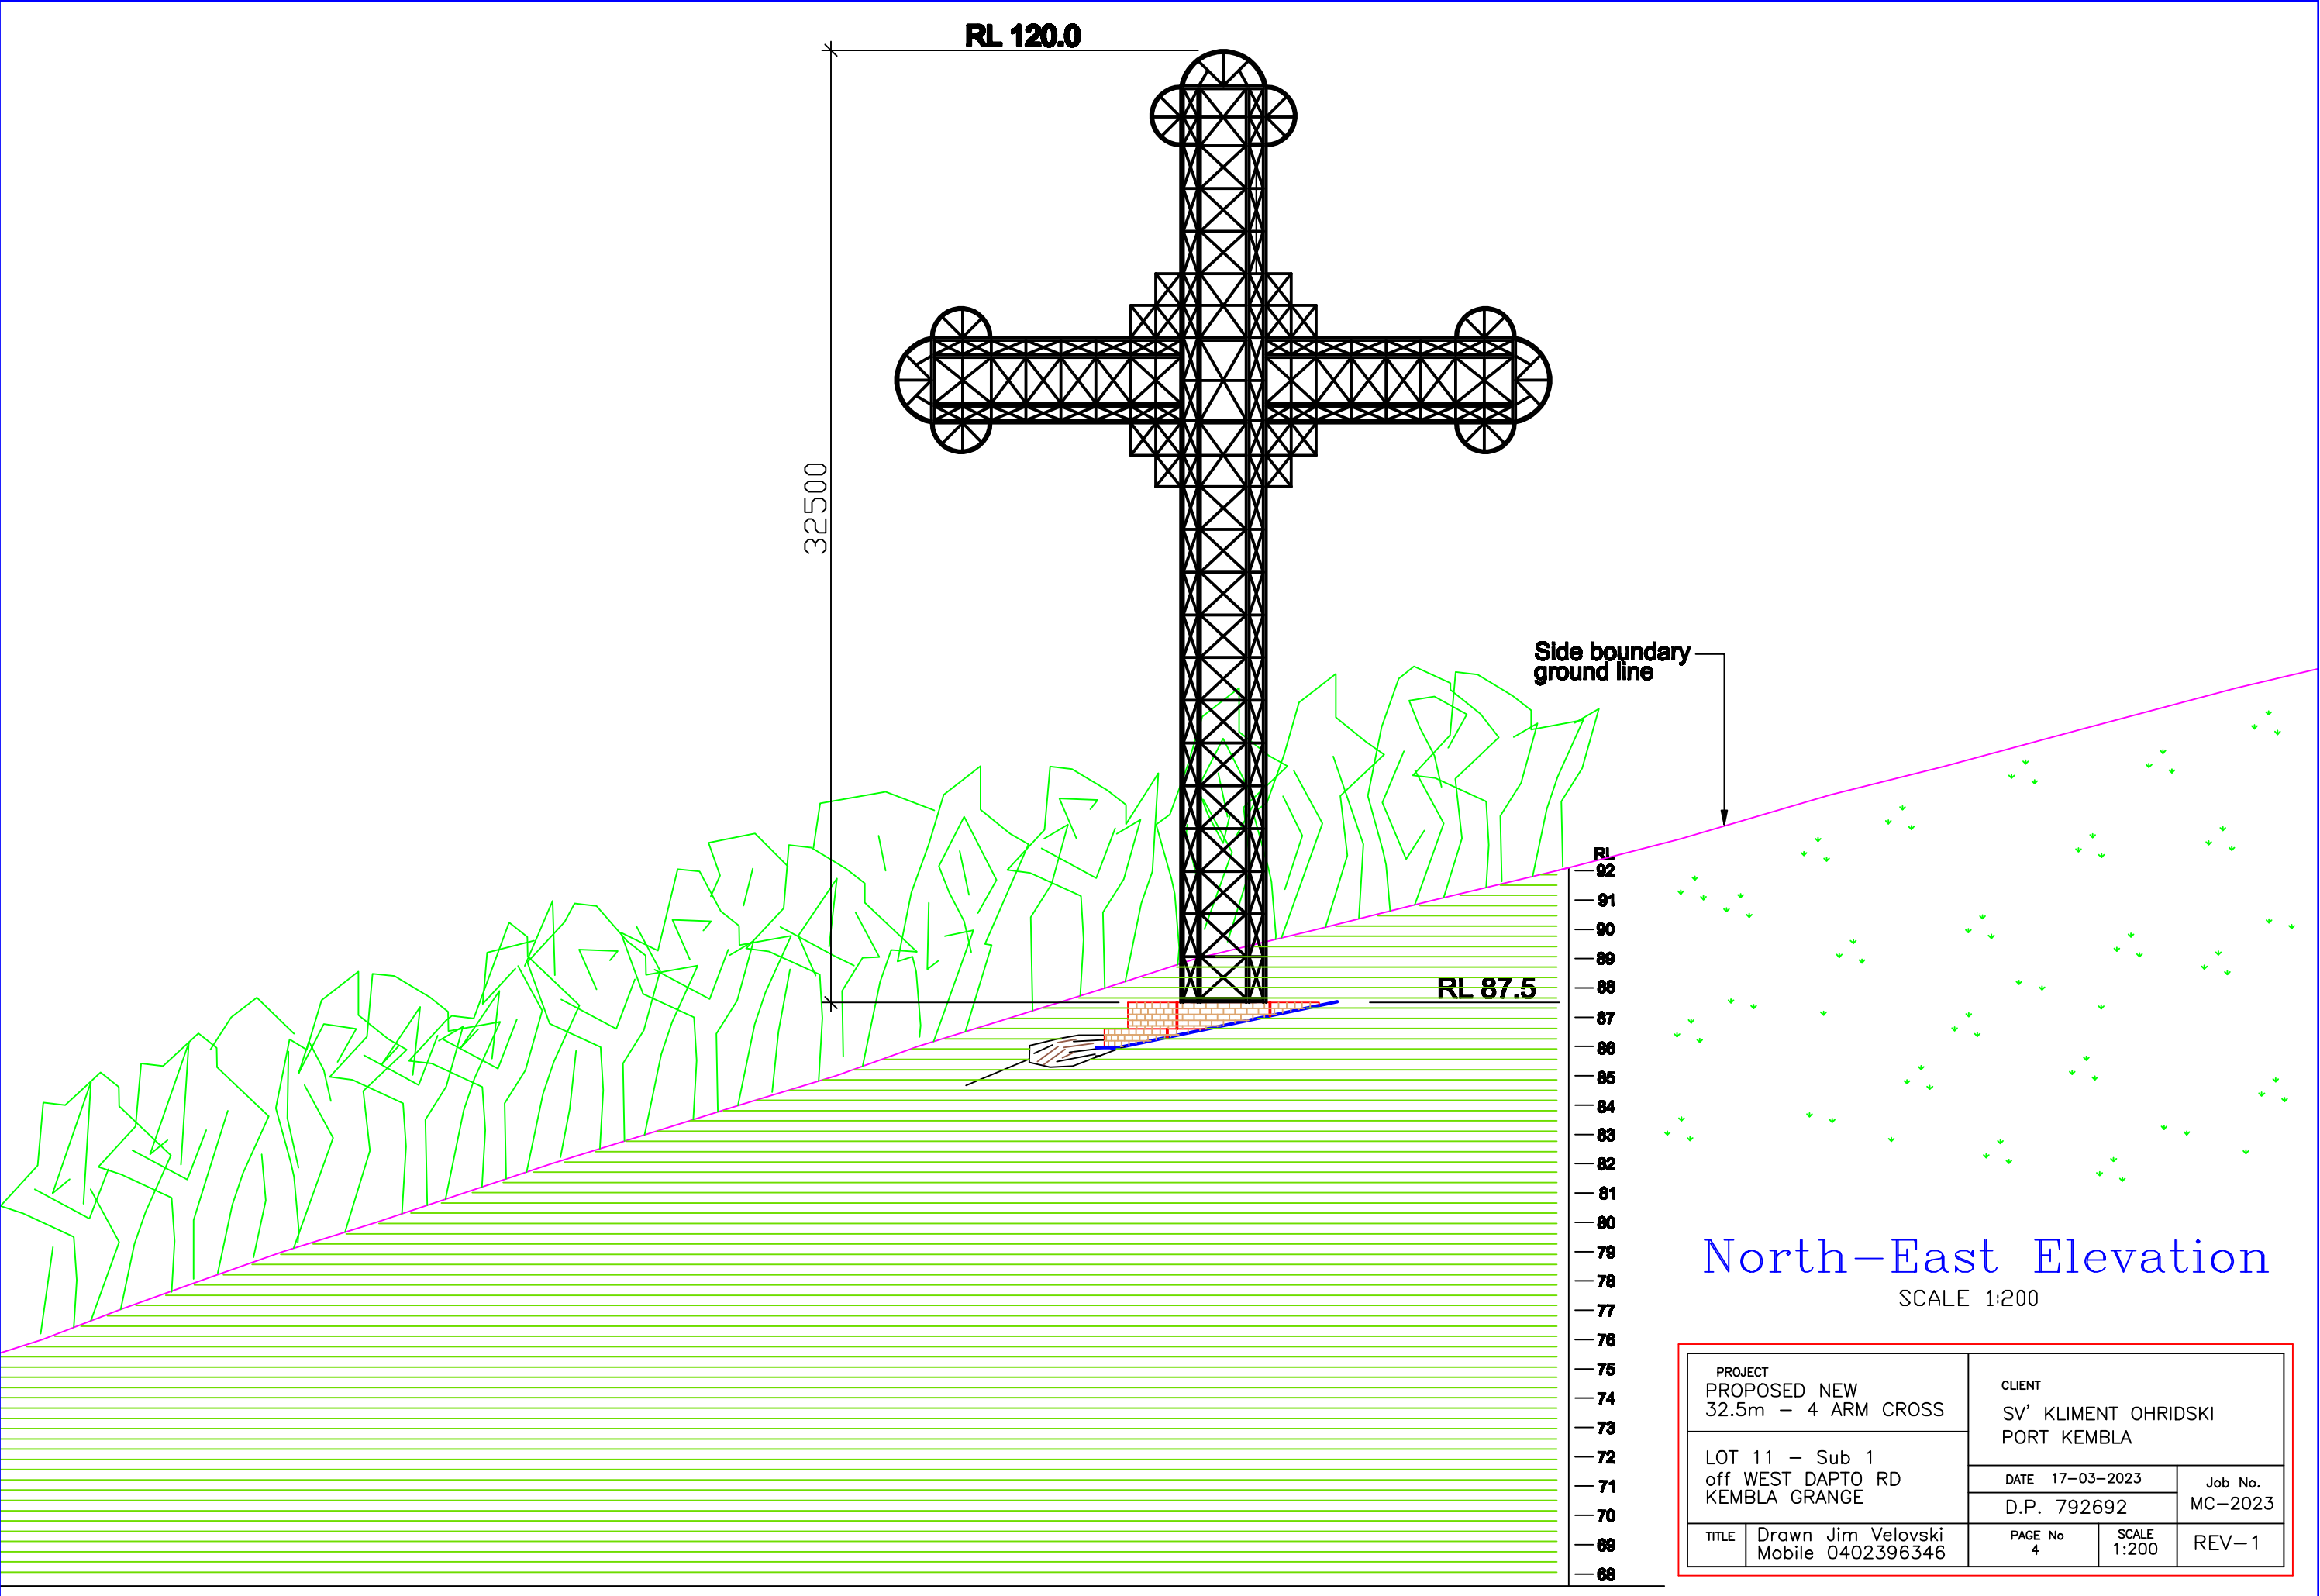 RL 120.0
32500
Side boundary
ground line
RL
92
91
90
89
88
RL 87.5
87
86
85
84
83
82
81
80
79
78
77
76
75
74
73
72
71
70
69
68
North-East Elevation
SCALE 1:200
PROJECT
PROPOSED NEW
32.5m - 4 ARM CROSS
CLIENT
SV' KLIMENT OHRIDSKI
PORT KEMBLA
LOT 11 - Sub 1
off WEST DAPTO RD
KEMBLA GRANGE
DATE 17-03-2023
D.P. 792692
Job No.
MC-2023
TITLE
Drawn Jim Velovski
Mobile 0402396346
PAGE No
4
SCALE
1:200
REV-1